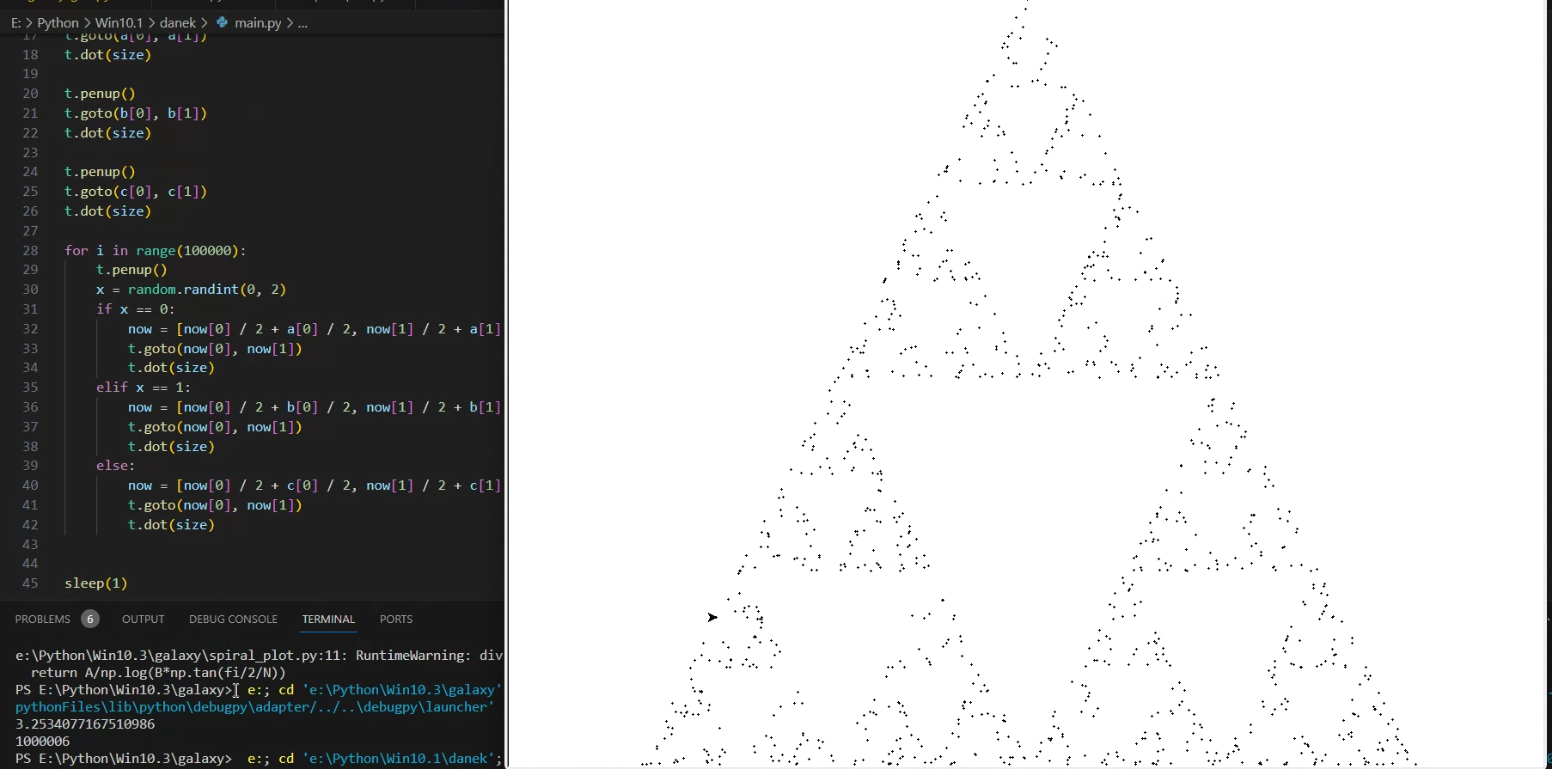 E: > Python > Win10.1 > danek > main.py > ...
17 t.goto(a[0], a[1])
18 t.dot(size)
19
20 t.penup()
21 t.goto(b[0], b[1])
22 t.dot(size)
23
24 t.penup()
25 t.goto(c[0], c[1])
26 t.dot(size)
27
28 for i in range(100000):
29 t.penup()
30 x = random.randint(0, 2)
31 if x == 0:
32 now = [now[0] / 2 + a[0] / 2, now[1] / 2 + a[1]
33 t.goto(now[0], now[1])
34 t.dot(size)
35 elif x == 1:
36 now = [now[0] / 2 + b[0] / 2, now[1] / 2 + b[1]
37 t.goto(now[0], now[1])
38 t.dot(size)
39 else:
40 now = [now[0] / 2 + c[0] / 2, now[1] / 2 + c[1]
41 t.goto(now[0], now[1])
42 t.dot(size)
43
44
45 sleep(1)
PROBLEMS 6 OUTPUT DEBUG CONSOLE TERMINAL PORTS
e:\Python\Win10.3\galaxy\spiral_plot.py:11: RuntimeWarning: div
return A/np.log(B*np.tan(fi/2/N))
PS E:\Python\Win10.3\galaxy> e:; cd 'e:\Python\Win10.3\galaxy'
pythonFiles\lib\python\debugpy\adapter/../..\debugpy\launcher'
3.2534077167510986
1000006
PS E:\Python\Win10.3\galaxy> e:; cd 'e:\Python\Win10.1\danek';